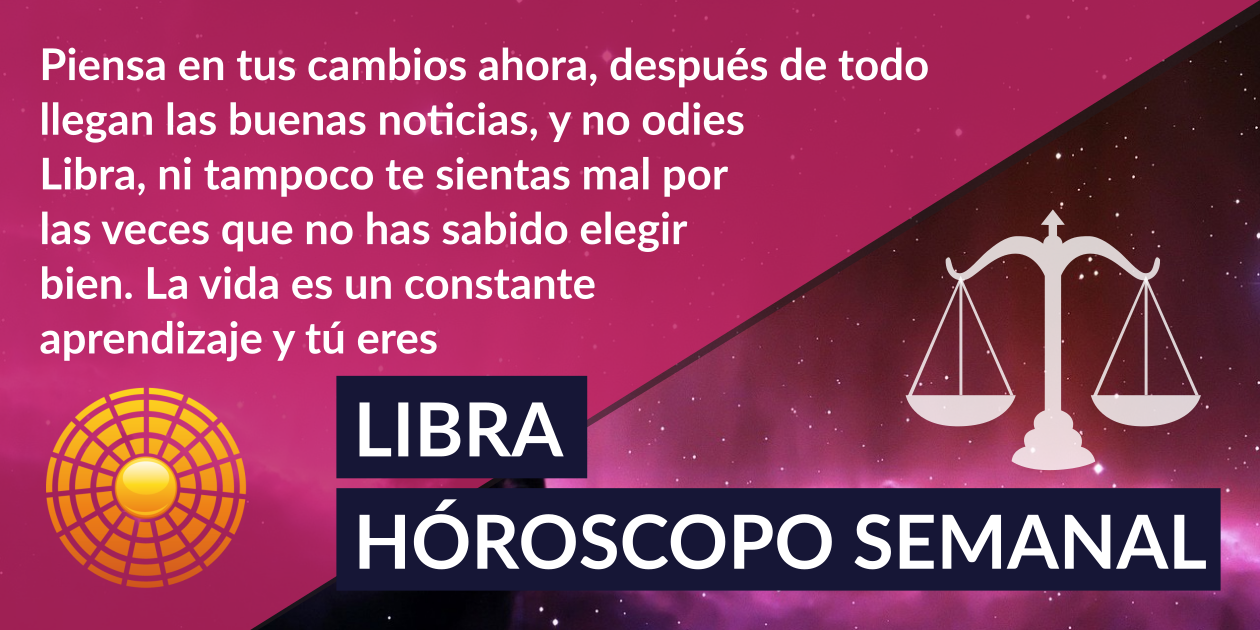 Piensa en tus cambios ahora, después de todo
llegan las buenas noticias, y no odies
Libra, ni tampoco te sientas mal por
las veces que no has sabido elegir
bien. La vida es un constante
aprendizaje y tú eres
LIBRA
HÓROSCOPO SEMANAL